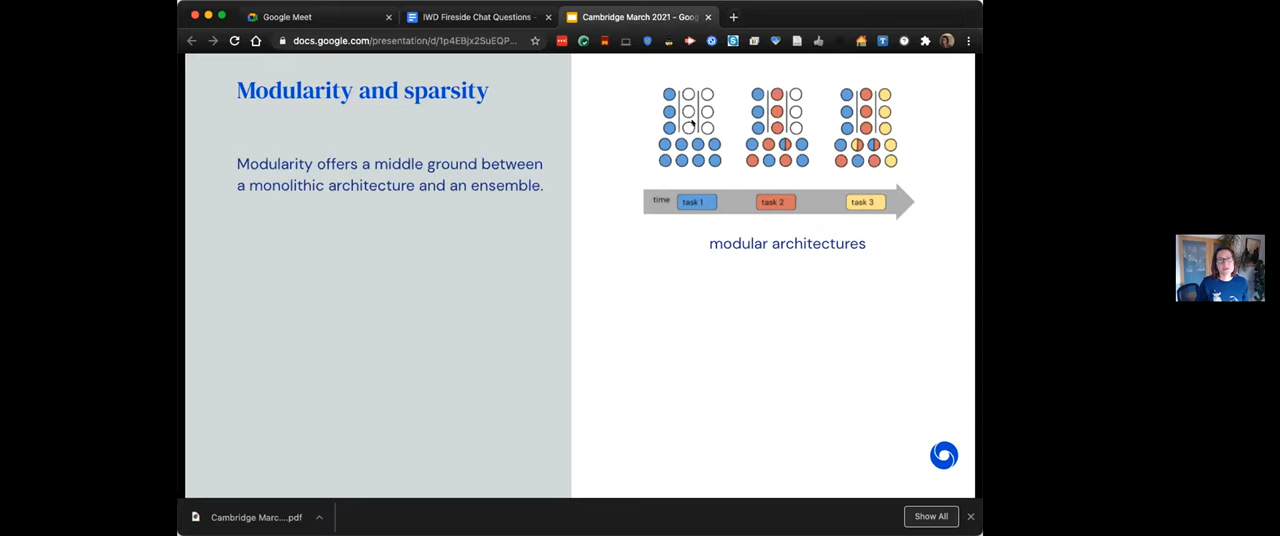 Google Meet
IWD Fireside Chat Questions -
Cambridge March 2021 - Goog
docs.google.com/presentation/d/1p4EBjx2SuEQP...
Modularity and sparsity
Modularity offers a middle ground between
a monolithic architecture and an ensemble.
time
task 1
task 2
task 3
modular architectures
Cambridge Marc....pdf
Show All